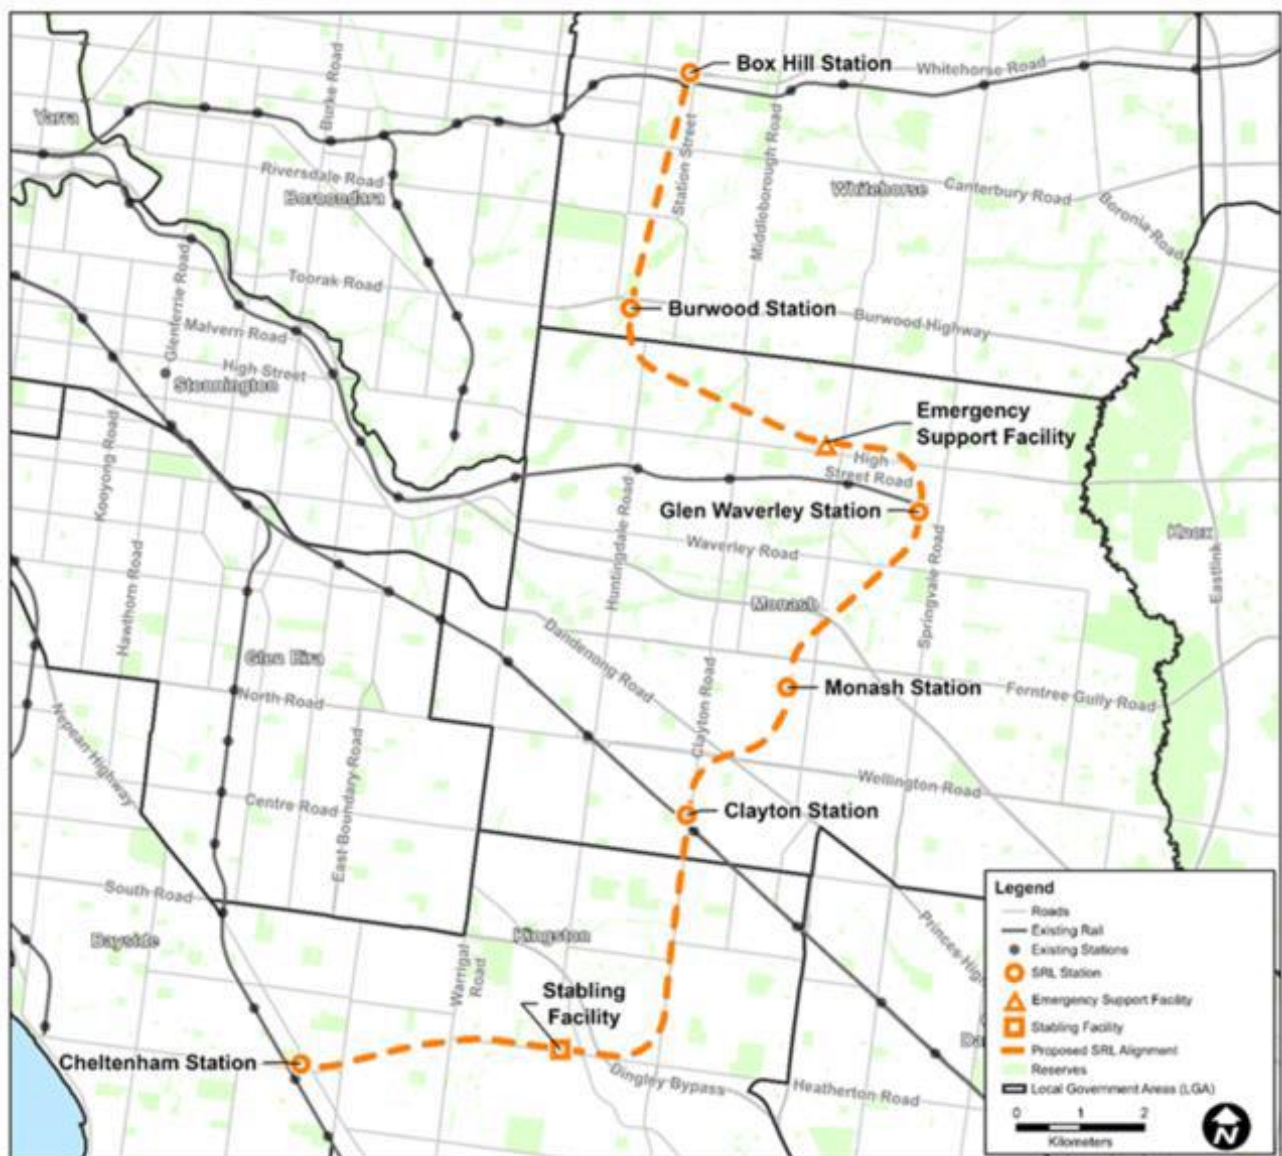 Box Hill Station
Whitehorse Road
Burke Road
Yarra
Station Street
Middleborough Road
Riversdale Road
Boroondara
Whitehorse
Canterbury Road
Boronia Road
Glenferrie Road
Toorak Road
Burwood Station
Burwood Highway
Malvern Road
High Street
Stonnington
Emergency
Support Facility
Kooyong Road
High
Street Road
Huntingdale Road
Glen Waverley Station
Knox
Eastlink
Waverley Road
Springvale Road
Hawthorn Road
Monash
Dandenong Road
Glen Eira
North Road
Clayton Road
Monash Station
Ferntree Gully Road
Nepean Highway
East Boundary Road
Centre Road
Wellington Road
Clayton Station
South Road
Bayside
Kingston
Warrigal
Road
Princes High
Stabling
Facility
Da
Cheltenham Station
Dingley Bypass
Heatherton Road
Legend
Roads
Existing Rail
Existing Stations
SRL Station
Emergency Support Facility
Stabling Facility
Proposed SRL Alignment
Reserves
Local Government Areas (LGA)
0 1 2
Kilometers
N